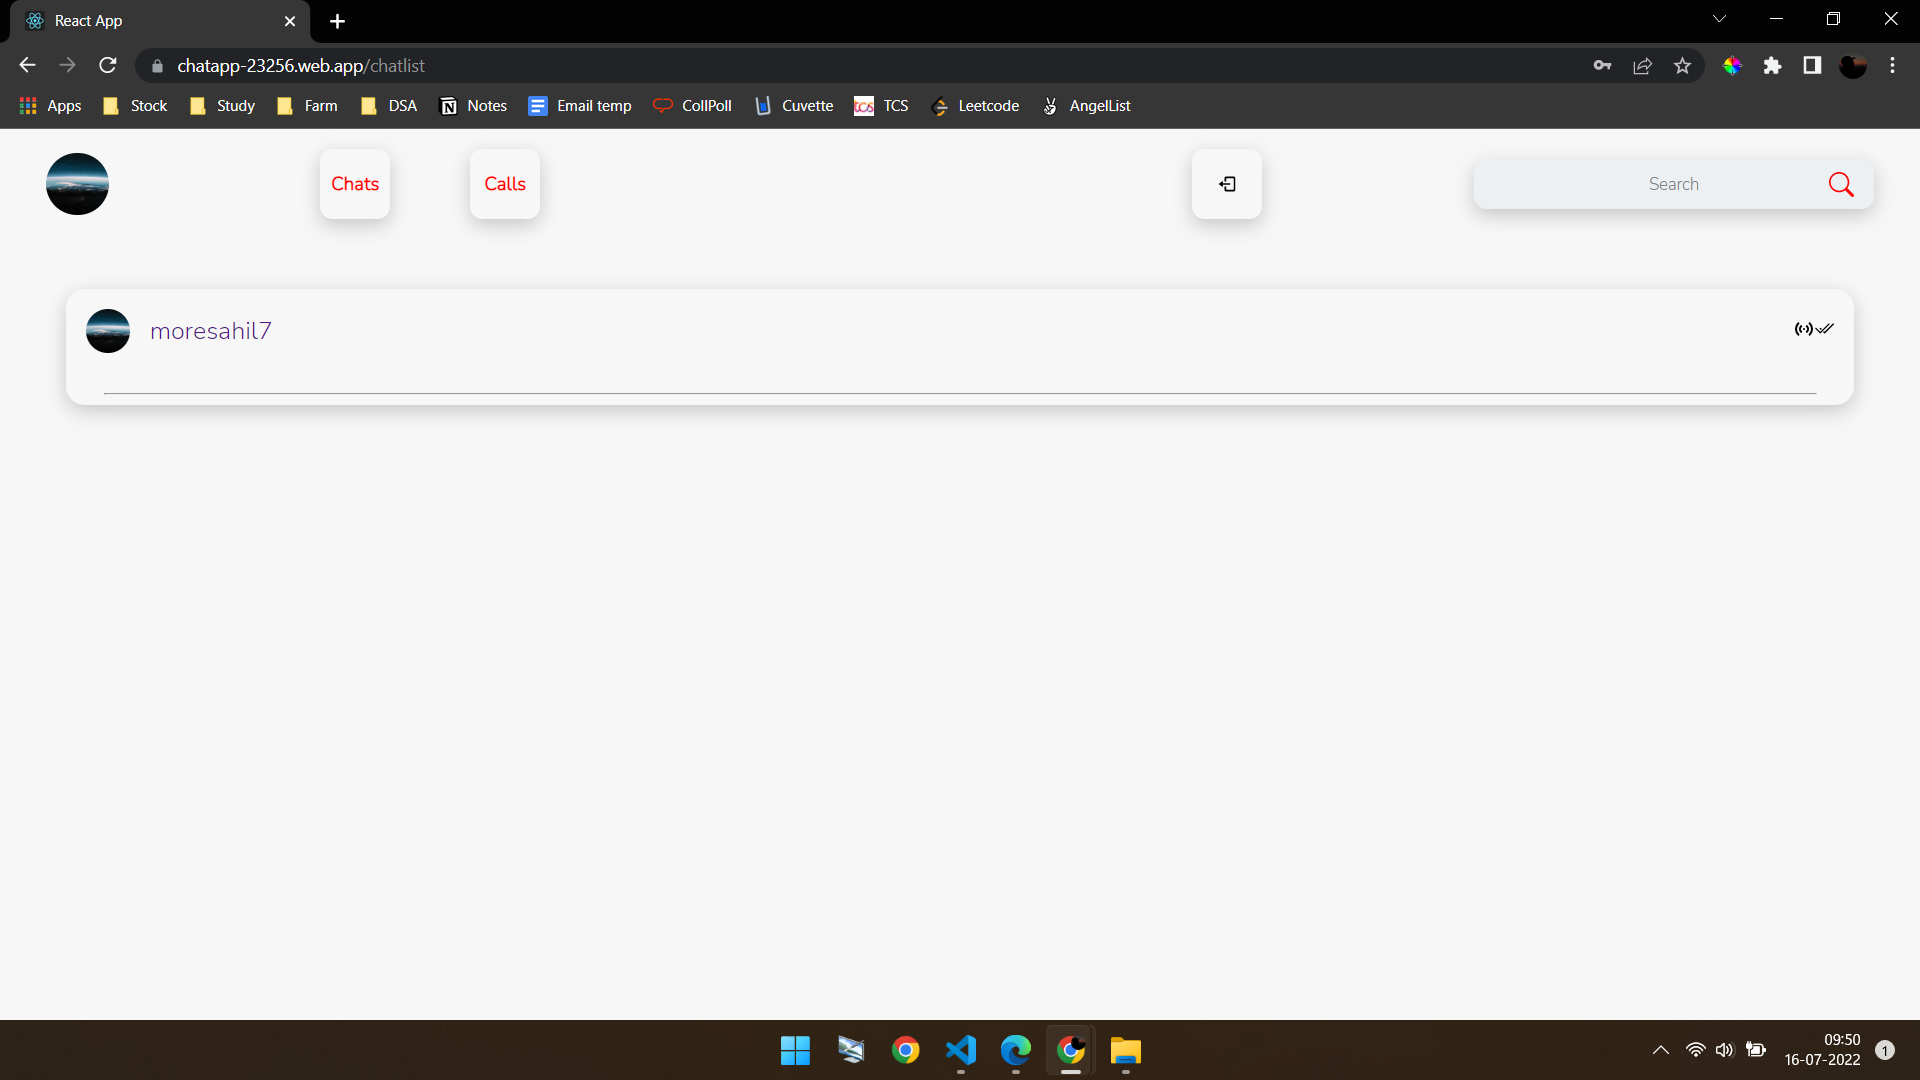 React App
chatapp-23256.web.app/chatlist
Apps Stock Study Farm DSA Notes Email temp CollPoll Cuvette tcs TCS Leetcode AngelList
Chats Calls Search
moresahil7
09:50
16-07-2022 1